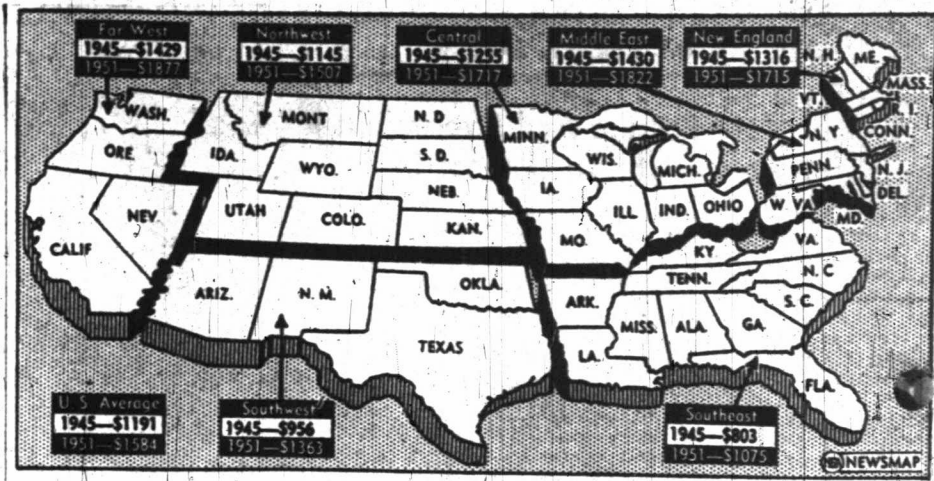 Far West
1945—$1429
1951—$1877
Northwest
1945—$1145
1951—$1507
Central
1945—$1255
1951—$1717
Middle East
1945—$1430
1951—$1822
New England
1945—$1316
1951—$1715
N. H.
ME.
MASS.
VT.
R. I.
CONN.
N. Y.
WASH.
MONT
N. D
MINN.
ORE.
IDA.
S. D.
WIS.
MICH.
PENN.
N. J.
WYO.
DEL.
NEB.
IA.
NEV.
UTAH
COLO.
ILL.
IND.
OHIO
W. VA.
MD.
KAN.
MO.
CALIF
KY.
VA.
TENN.
N. C
ARIZ.
N. M.
OKLA.
ARK.
S. C.
MISS.
ALA.
GA.
TEXAS
LA.
FLA.
U.S. Average
1945—$1191
1951—$1584
Southwest
1945—$956
1951—$1363
Southeast
1945—$803
1951—$1075
NEWSMAP